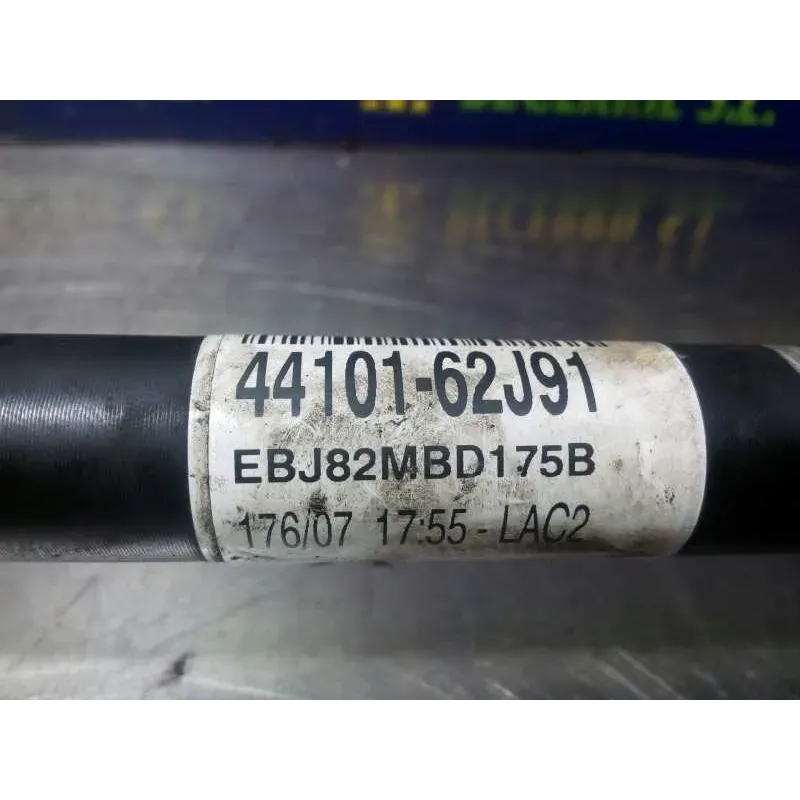 S.L.
44101-62J91
EBJ82MBD175B
176/07 17:55 - LAC2